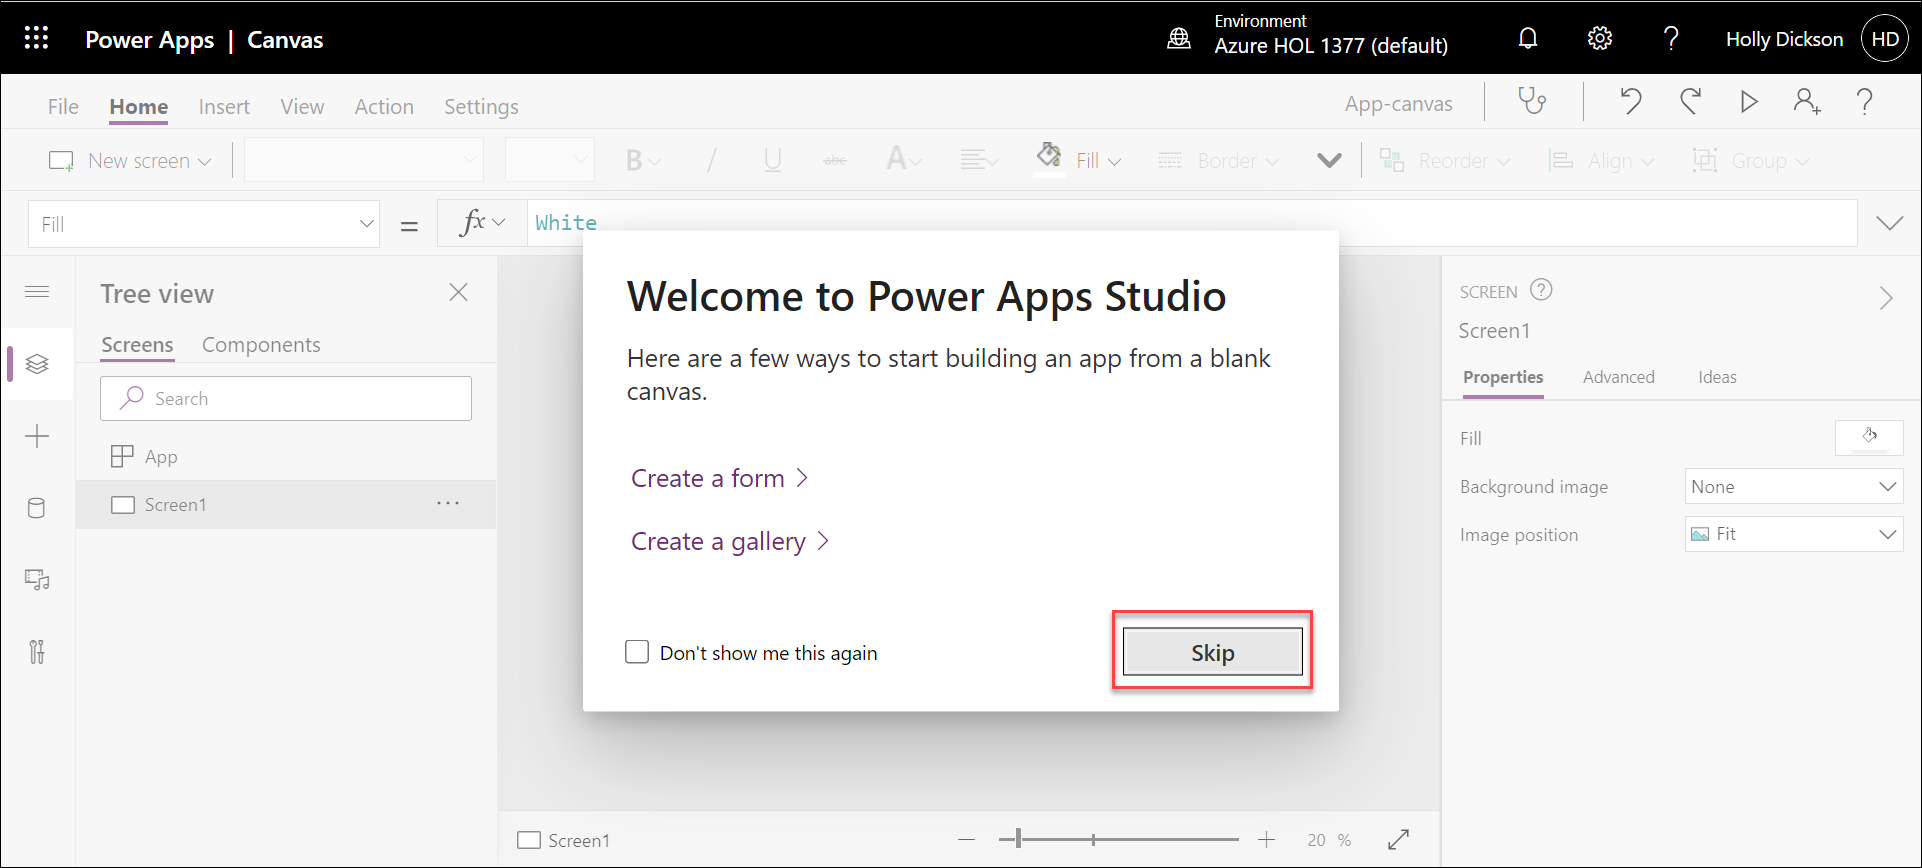 Environment
Power Apps | Canvas
Azure HOL 1377 (default)
?
Holly Dickson
HD
File
Home
Insert
View
Action
Settings
App-canvas
?
New screen
B
/
U
abc
A
Fill
Border
Reorder
Align
Group
Fill
=
fx
White
Tree view
Screens
Components
Search
App
Screen1
...
Welcome to Power Apps Studio
Here are a few ways to start building an app from a blank
canvas.
Create a form
Create a gallery
Don't show me this again
Skip
SCREEN
?
Screen1
Properties
Advanced
Ideas
Fill
Background image
None
Image position
Fit
Screen1
20 %